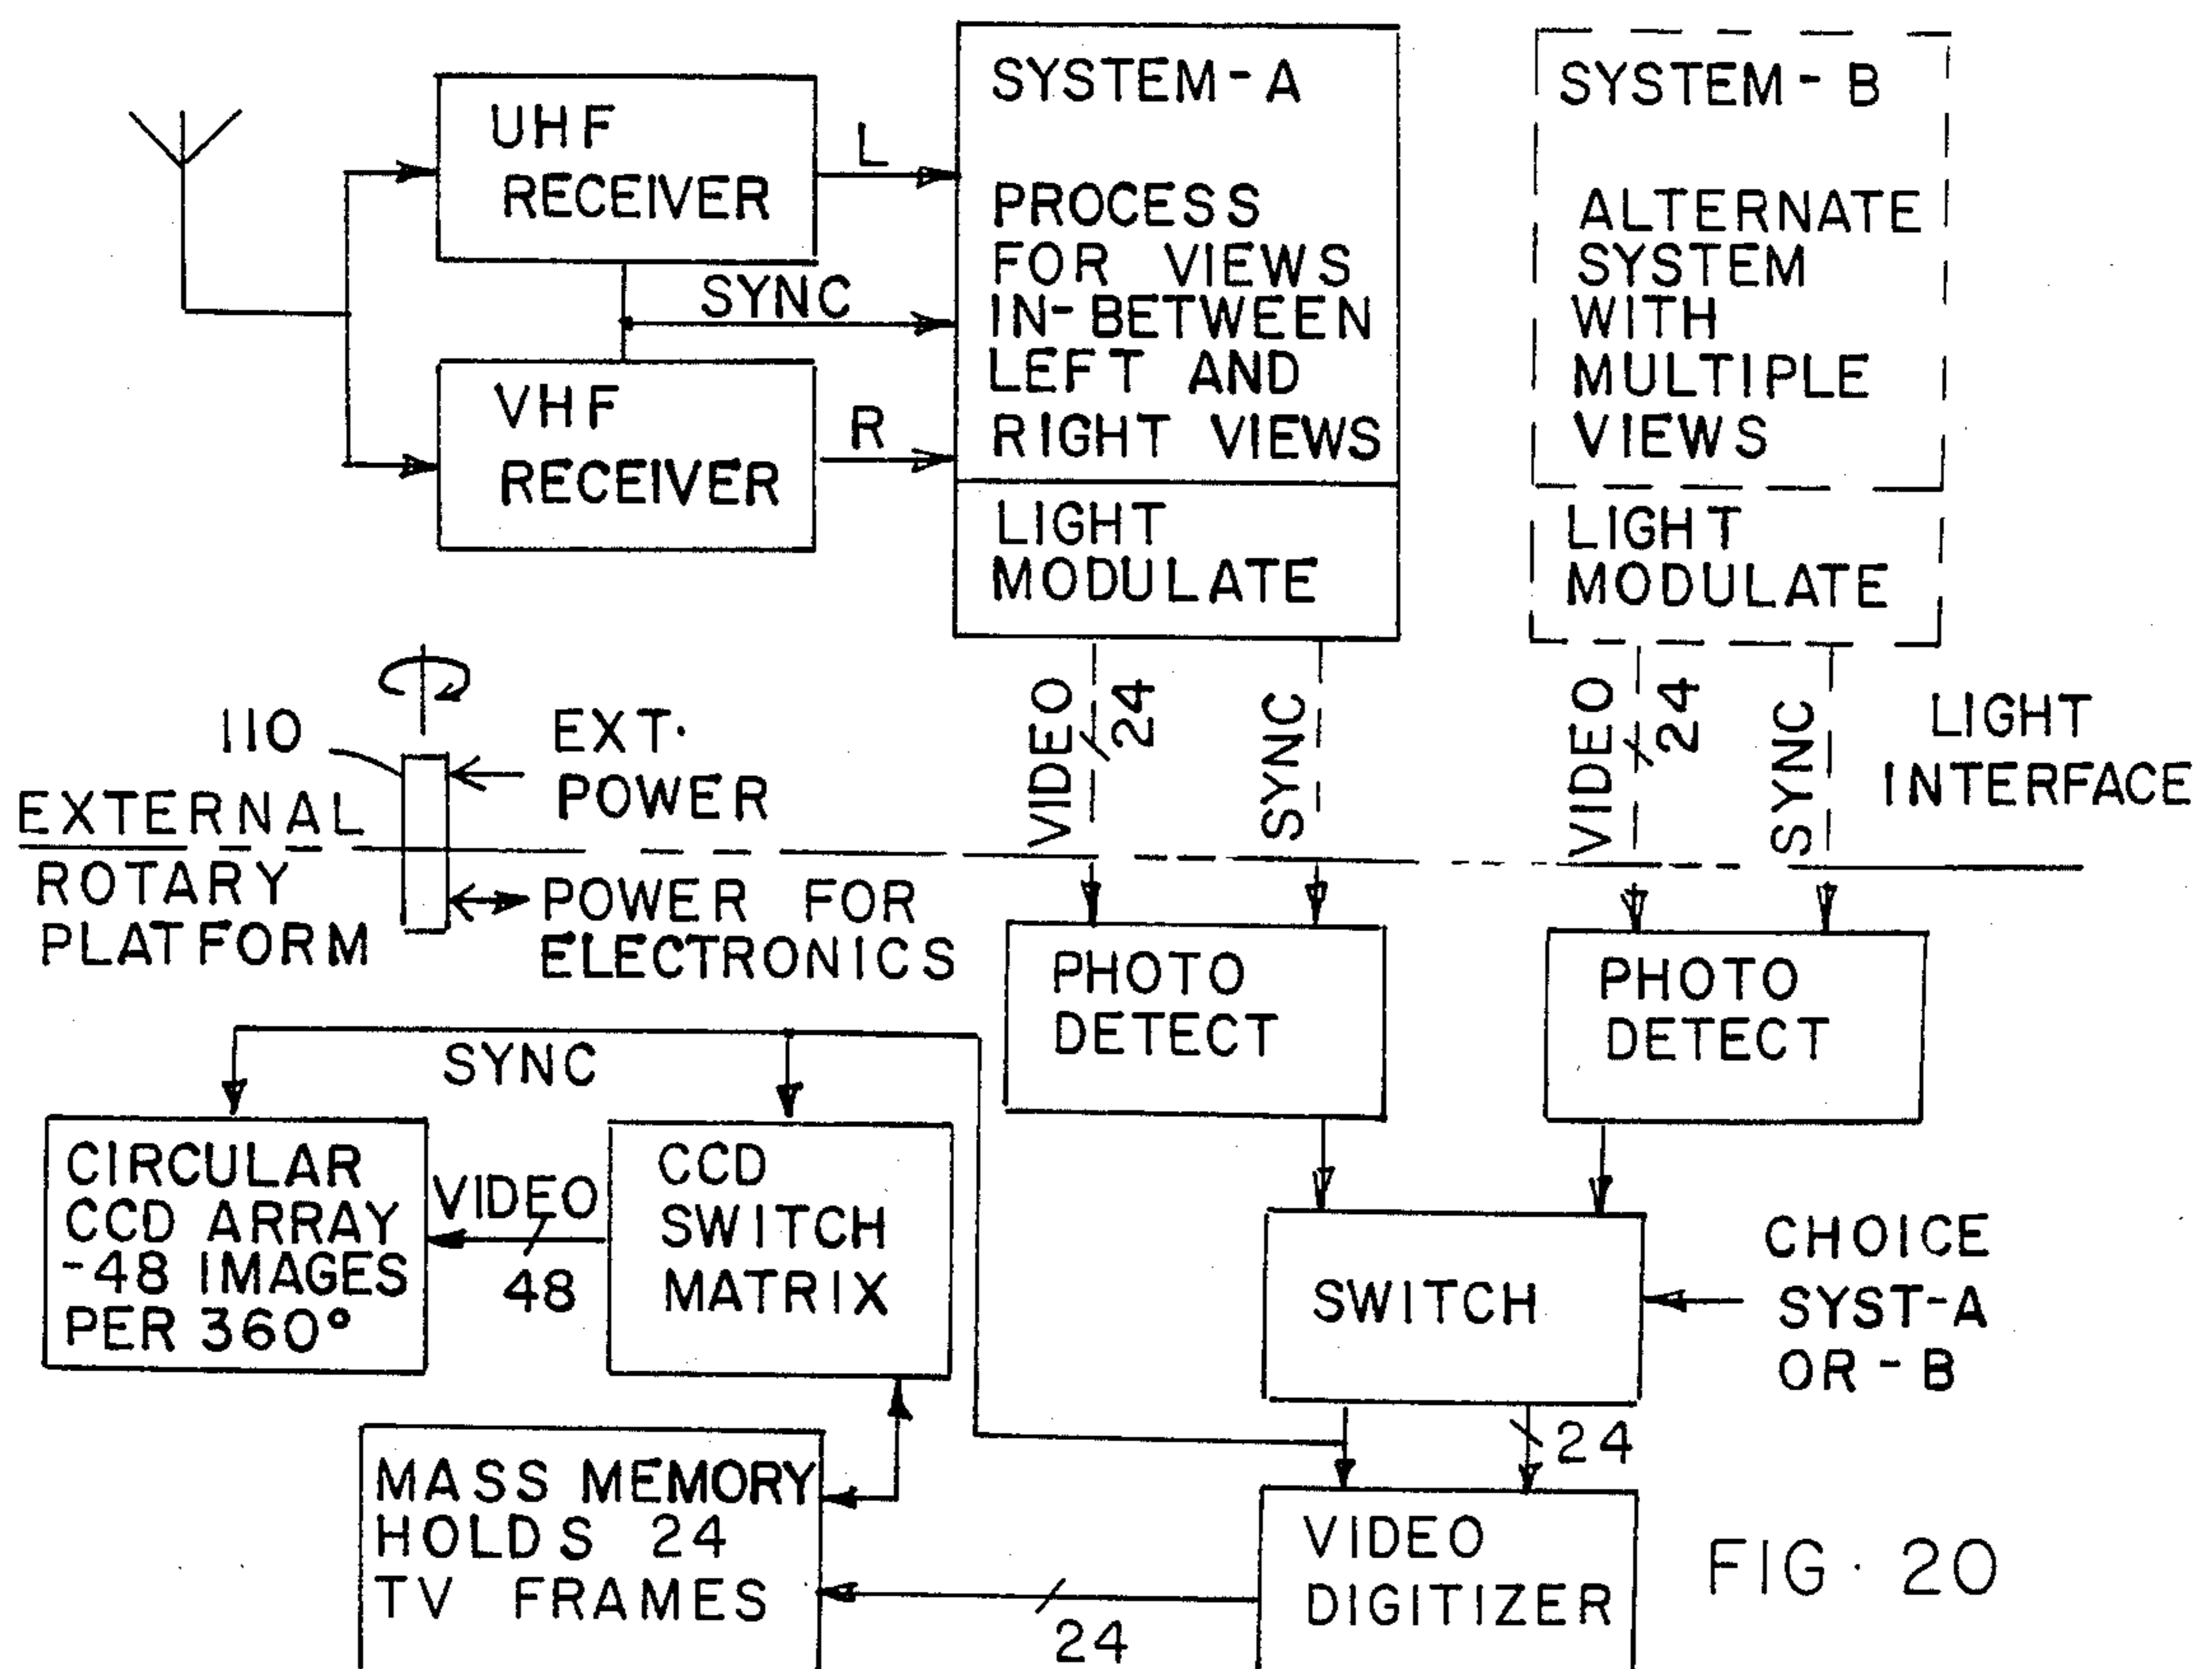 UHF
RECEIVER
L
SYNC
VHF
RECEIVER
R
SYSTEM-A
PROCESS
FOR VIEWS
IN-BETWEEN
LEFT AND
RIGHT VIEWS
LIGHT
MODULATE
SYSTEM-B
ALTERNATE
SYSTEM
WITH
MULTIPLE
VIEWS
LIGHT
MODULATE
VIDEO
24
SYNC
VIDEO
24
SYNC
LIGHT
INTERFACE
110
EXT.
POWER
EXTERNAL
ROTARY
PLATFORM
POWER FOR
ELECTRONICS
PHOTO
DETECT
PHOTO
DETECT
SYNC
CIRCULAR
CCD ARRAY
-48 IMAGES
PER 360°
VIDEO
48
CCD
SWITCH
MATRIX
SWITCH
CHOICE
SYST-A
OR -B
24
MASS MEMORY
HOLDS 24
TV FRAMES
24
VIDEO
DIGITIZER
FIG. 20